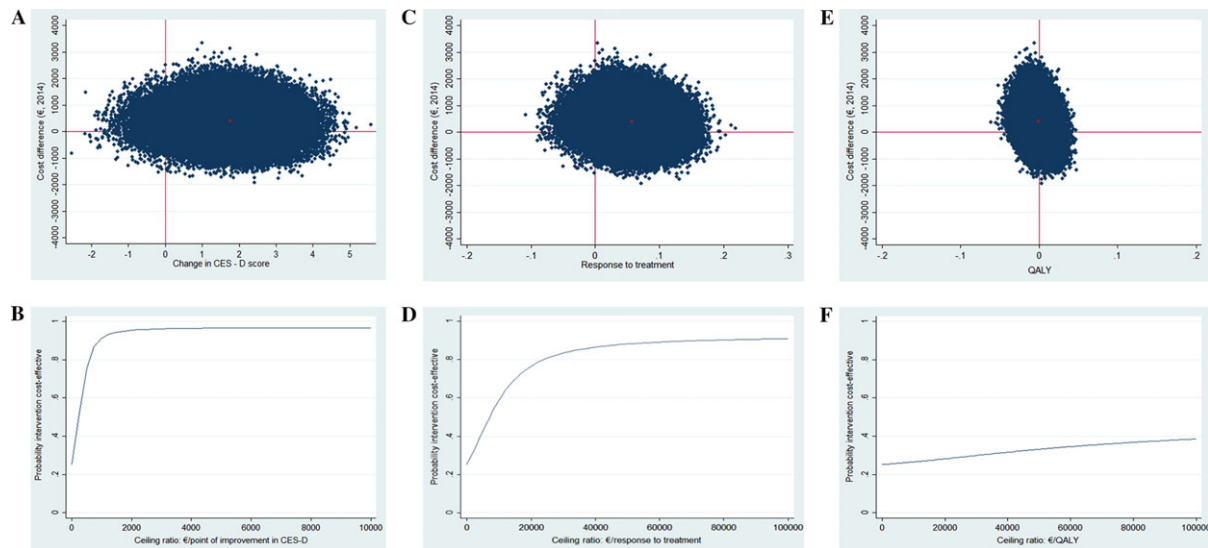 A
Cost difference (€, 2014)
4000
3000
2000
1000
0
-1000
-2000
-3000
-4000
-2 -1 0 1 2 3 4 5
Change in CES - D score
C
Cost difference (€, 2014)
4000
3000
2000
1000
0
-1000
-2000
-3000
-4000
-.2 -.1 0 .1 .2 .3
Response to treatment
E
Cost difference (€, 2014)
4000
3000
2000
1000
0
-1000
-2000
-3000
-4000
-.2 -.1 0 .1 .2
QALY
B
Probability intervention cost-effective
1
.8
.6
.4
.2
0
0 2000 4000 6000 8000 10000
Ceiling ratio: €/point of improvement in CES-D
D
Probability intervention cost-effective
1
.8
.6
.4
.2
0
0 20000 40000 60000 80000 100000
Ceiling ratio: €/response to treatment
F
Probability intervention cost-effective
1
.8
.6
.4
.2
0
0 20000 40000 60000 80000 100000
Ceiling ratio: €/QALY